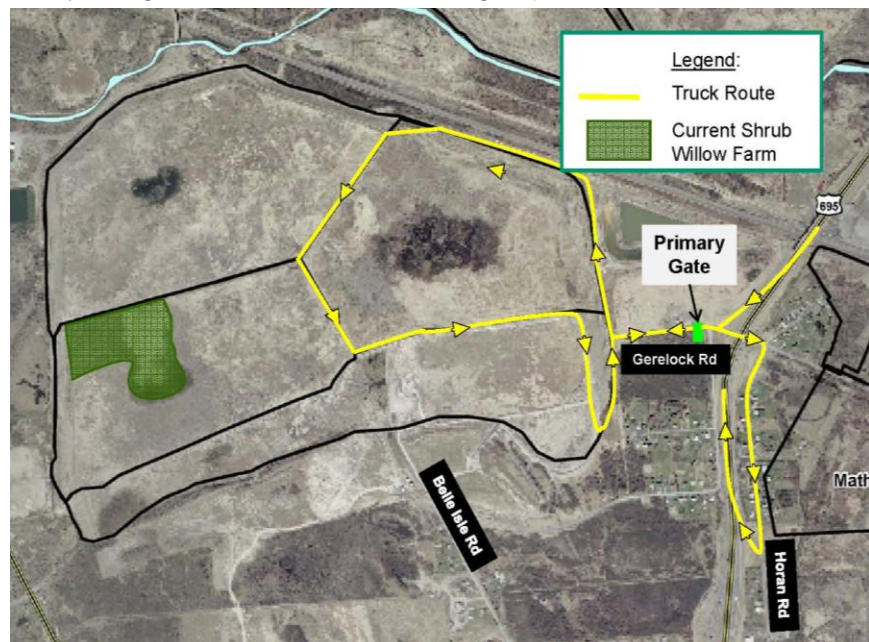 Legend:
Truck Route
Current Shrub
Willow Farm
695
Primary
Gate
Gerelock Rd
Belle Isle Rd
Math
Horan Rd